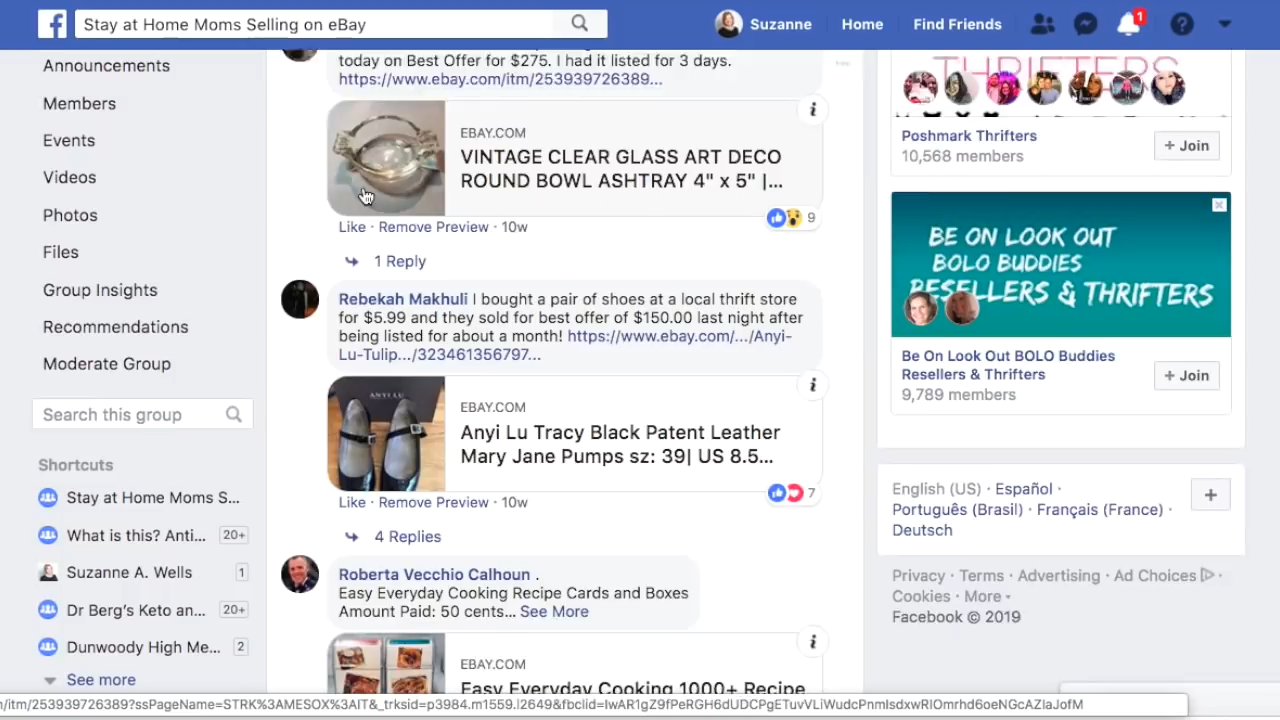 Stay at Home Moms Selling on eBay
Suzanne
Home
Find Friends
1
Announcements
Members
Events
Videos
Photos
Files
Group Insights
Recommendations
Moderate Group
Search this group
Shortcuts
Stay at Home Moms S...
What is this? Anti...
20+
Suzanne A. Wells
1
Dr Berg's Keto an...
20+
Dunwoody High Me...
2
See more
today on Best Offer for $275. I had it listed for 3 days.
https://www.ebay.com/itm/253939726389...
EBAY.COM
VINTAGE CLEAR GLASS ART DECO
ROUND BOWL ASHTRAY 4" x 5" |...
Like · Remove Preview · 10w
9
1 Reply
Rebekah Makhuli I bought a pair of shoes at a local thrift store
for $5.99 and they sold for best offer of $150.00 last night after
being listed for about a month! https://www.ebay.com/.../Anyi-
Lu-Tulip.../323461356797...
ANYI LU
EBAY.COM
Anyi Lu Tracy Black Patent Leather
Mary Jane Pumps sz: 39| US 8.5...
Like · Remove Preview · 10w
7
4 Replies
Roberta Vecchio Calhoun .
Easy Everyday Cooking Recipe Cards and Boxes
Amount Paid: 50 cents... See More
EBAY.COM
Easy Everyday Cooking 1000+ Recipe
THRIFTERS
Poshmark Thrifters
10,568 members
+ Join
BE ON LOOK OUT
BOLO BUDDIES
RESELLERS & THRIFTERS
Be On Look Out BOLO Buddies
Resellers & Thrifters
9,789 members
+ Join
English (US) · Español ·
Português (Brasil) · Français (France) ·
Deutsch
Privacy · Terms · Advertising · Ad Choices ·
Cookies · More
Facebook © 2019
n/itm/253939726389?ssPageName=STRK%3AMESOX%3AIT&_trksid=p3984.m1559.l2649&fbclid=IwAR1gZ9fPeRGH6dUDCPgETuvVLiWudcPnmIsdxwRlOmrhd6oeNGcAZlaJofM